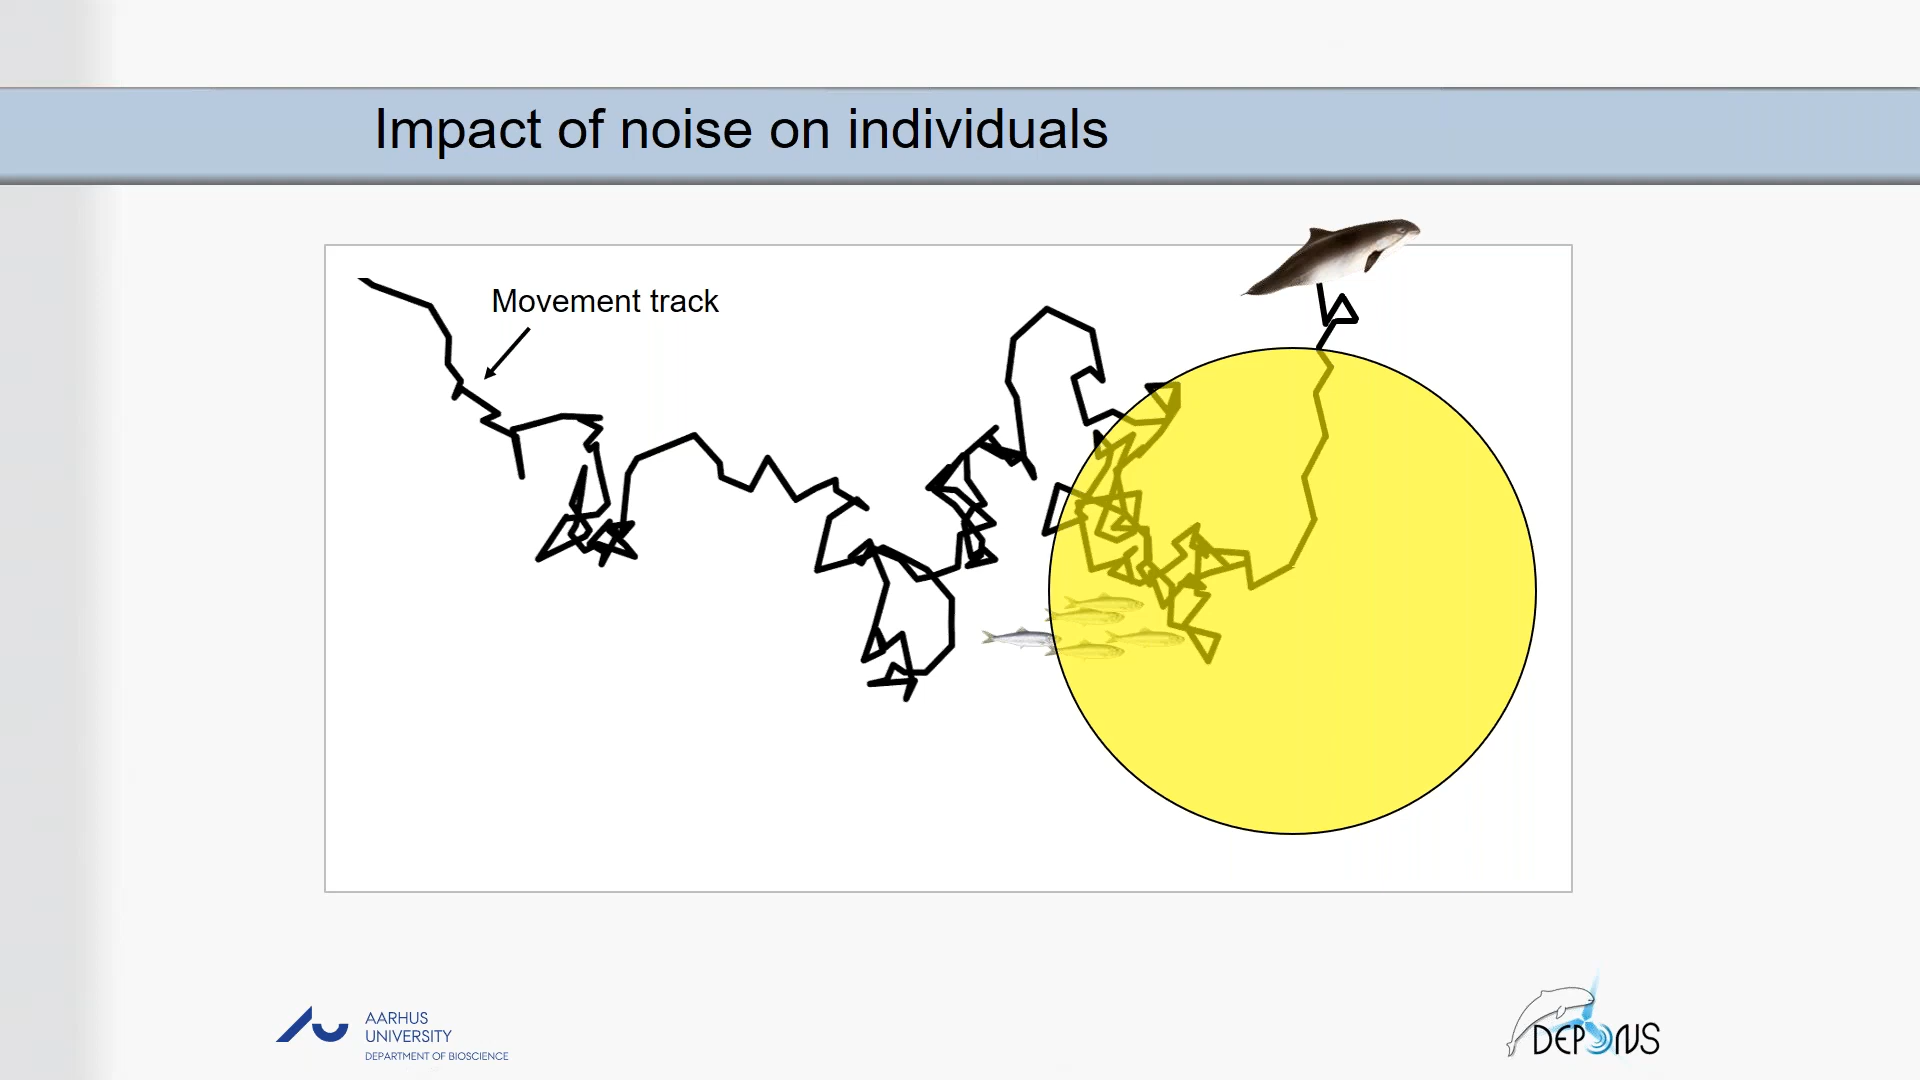 Impact of noise on individuals
Movement track
AARHUS
UNIVERSITY
DEPARTMENT OF BIOSCIENCE
DEPONS